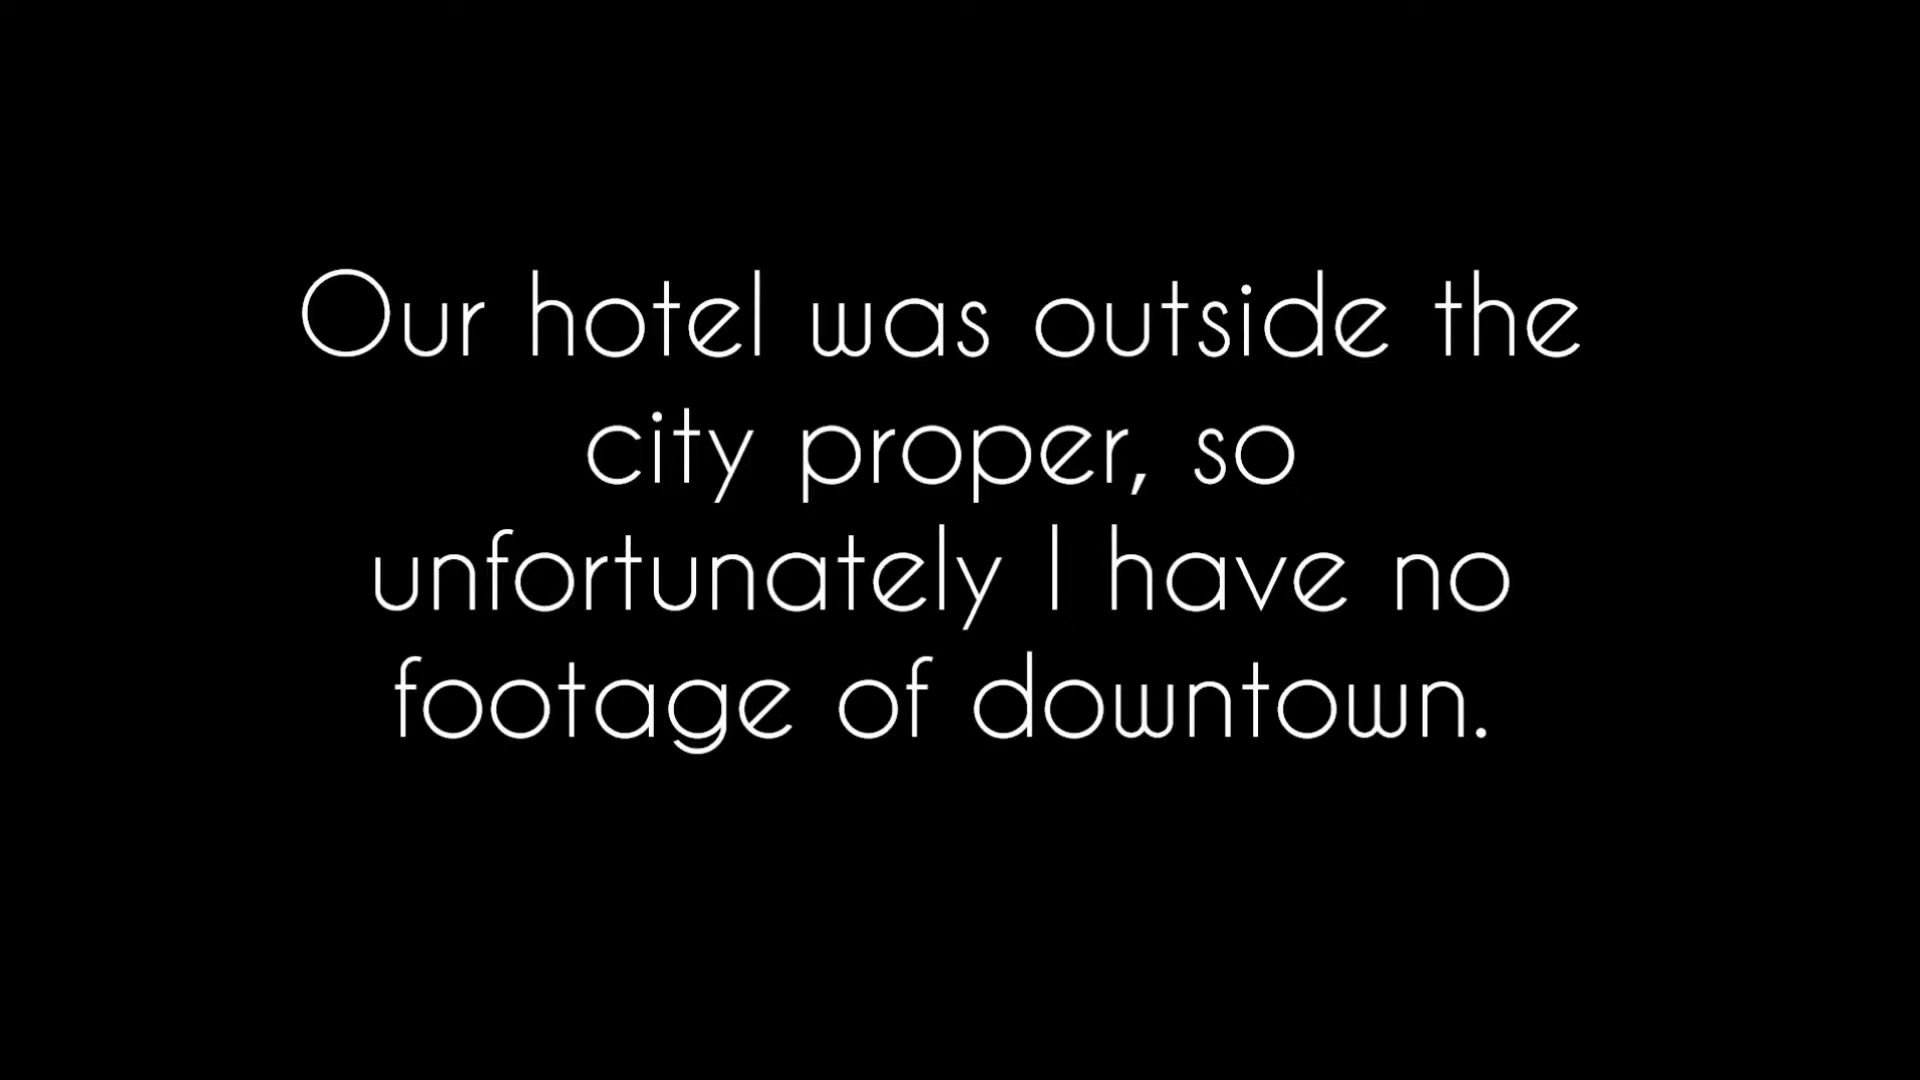 Our hotel was outside the
city proper, so
unfortunately I have no
footage of downtown.